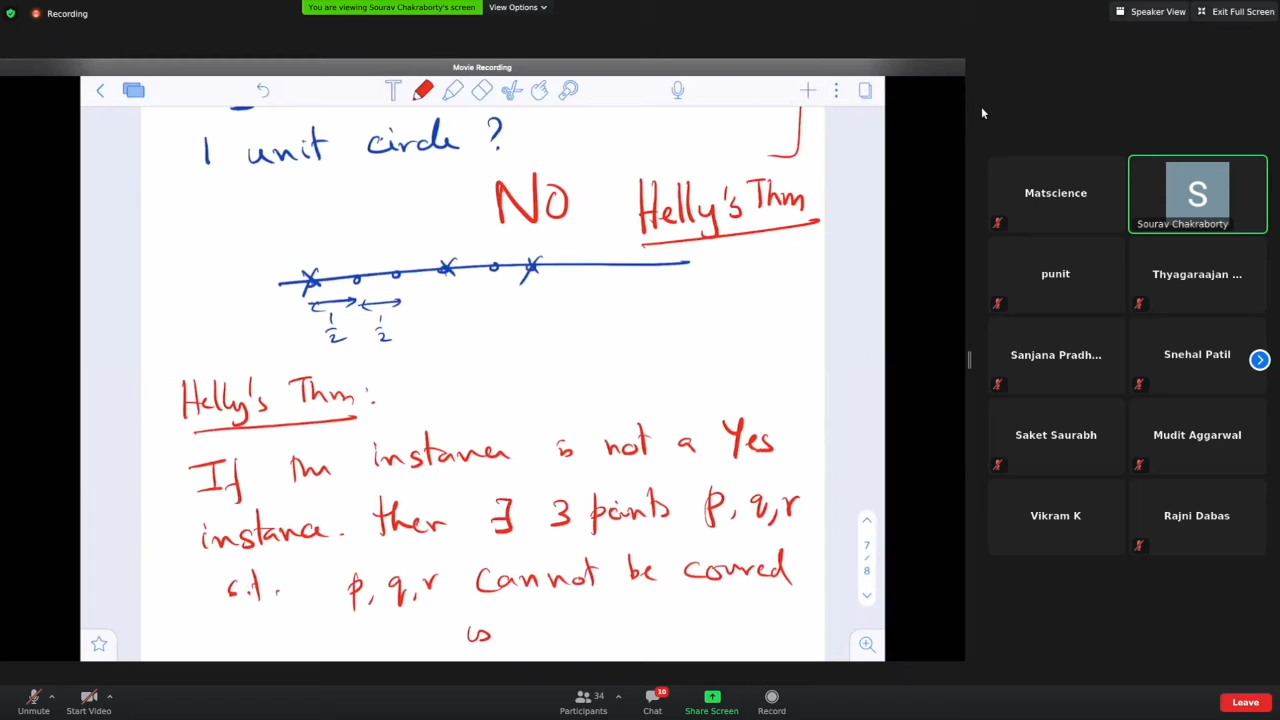 Recording
You are viewing Sourav Chakraborty's screen
View Options
Speaker View
Exit Full Screen
Movie Recording
1 unit circle ?
NO Helly's Thm
1/2 1/2
Helly's Thm:
If the instance is not a Yes
instance. then ∃ 3 points p, q, r
s.t. p, q, r cannot be covered
7
/
8
Matscience
S
Sourav Chakraborty
punit
Thyagaraajan ...
Sanjana Pradh...
Snehal Patil
Saket Saurabh
Mudit Aggarwal
Vikram K
Rajni Dabas
Unmute
Start Video
34
Participants
10
Chat
Share Screen
Record
Leave